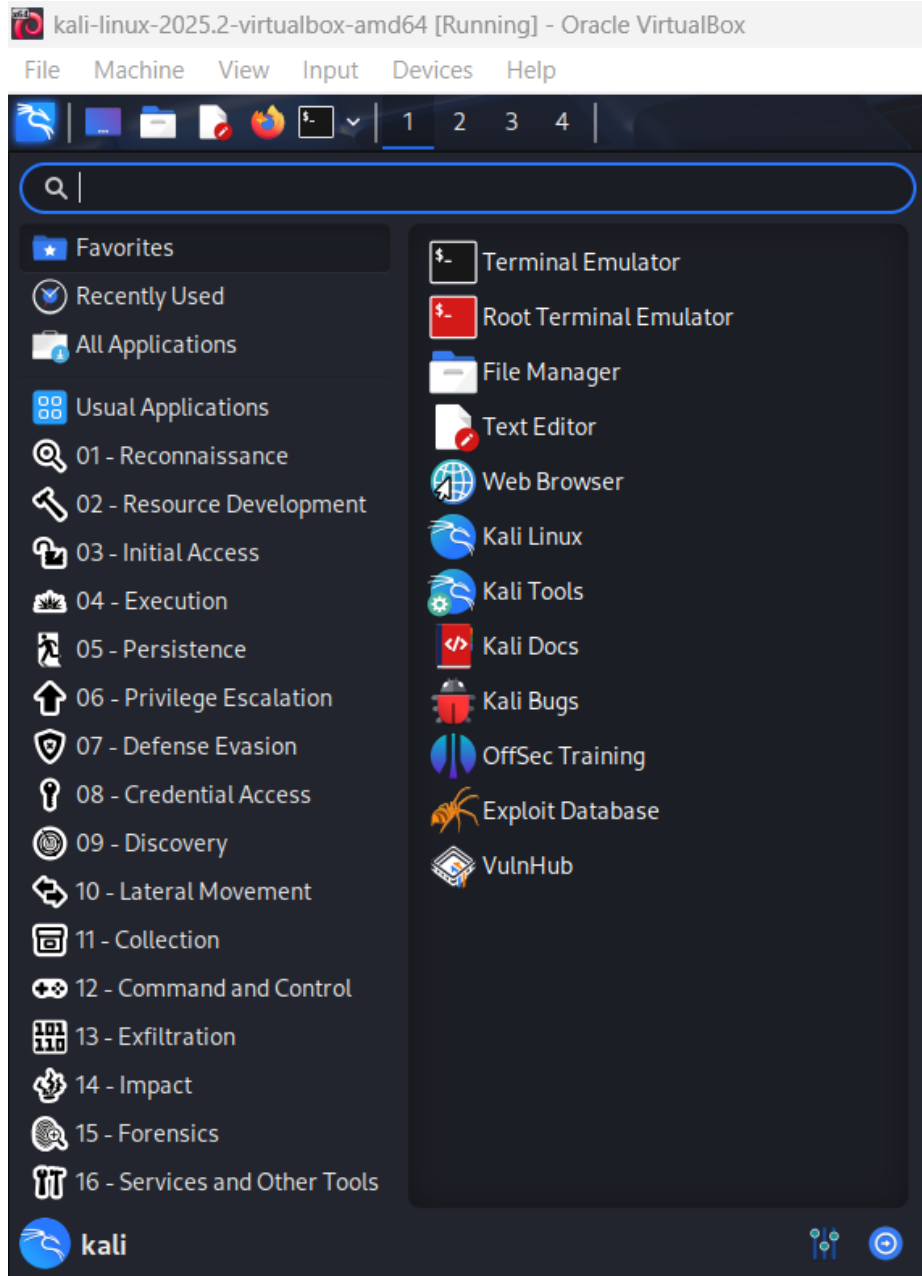 kali-linux-2025.2-virtualbox-amd64 [Running] - Oracle VirtualBox
File Machine View Input Devices Help
1 2 3 4
Favorites
Recently Used
All Applications
Usual Applications
01 - Reconnaissance
02 - Resource Development
03 - Initial Access
04 - Execution
05 - Persistence
06 - Privilege Escalation
07 - Defense Evasion
08 - Credential Access
09 - Discovery
10 - Lateral Movement
11 - Collection
12 - Command and Control
13 - Exfiltration
14 - Impact
15 - Forensics
16 - Services and Other Tools
Terminal Emulator
Root Terminal Emulator
File Manager
Text Editor
Web Browser
Kali Linux
Kali Tools
Kali Docs
Kali Bugs
OffSec Training
Exploit Database
VulnHub
kali